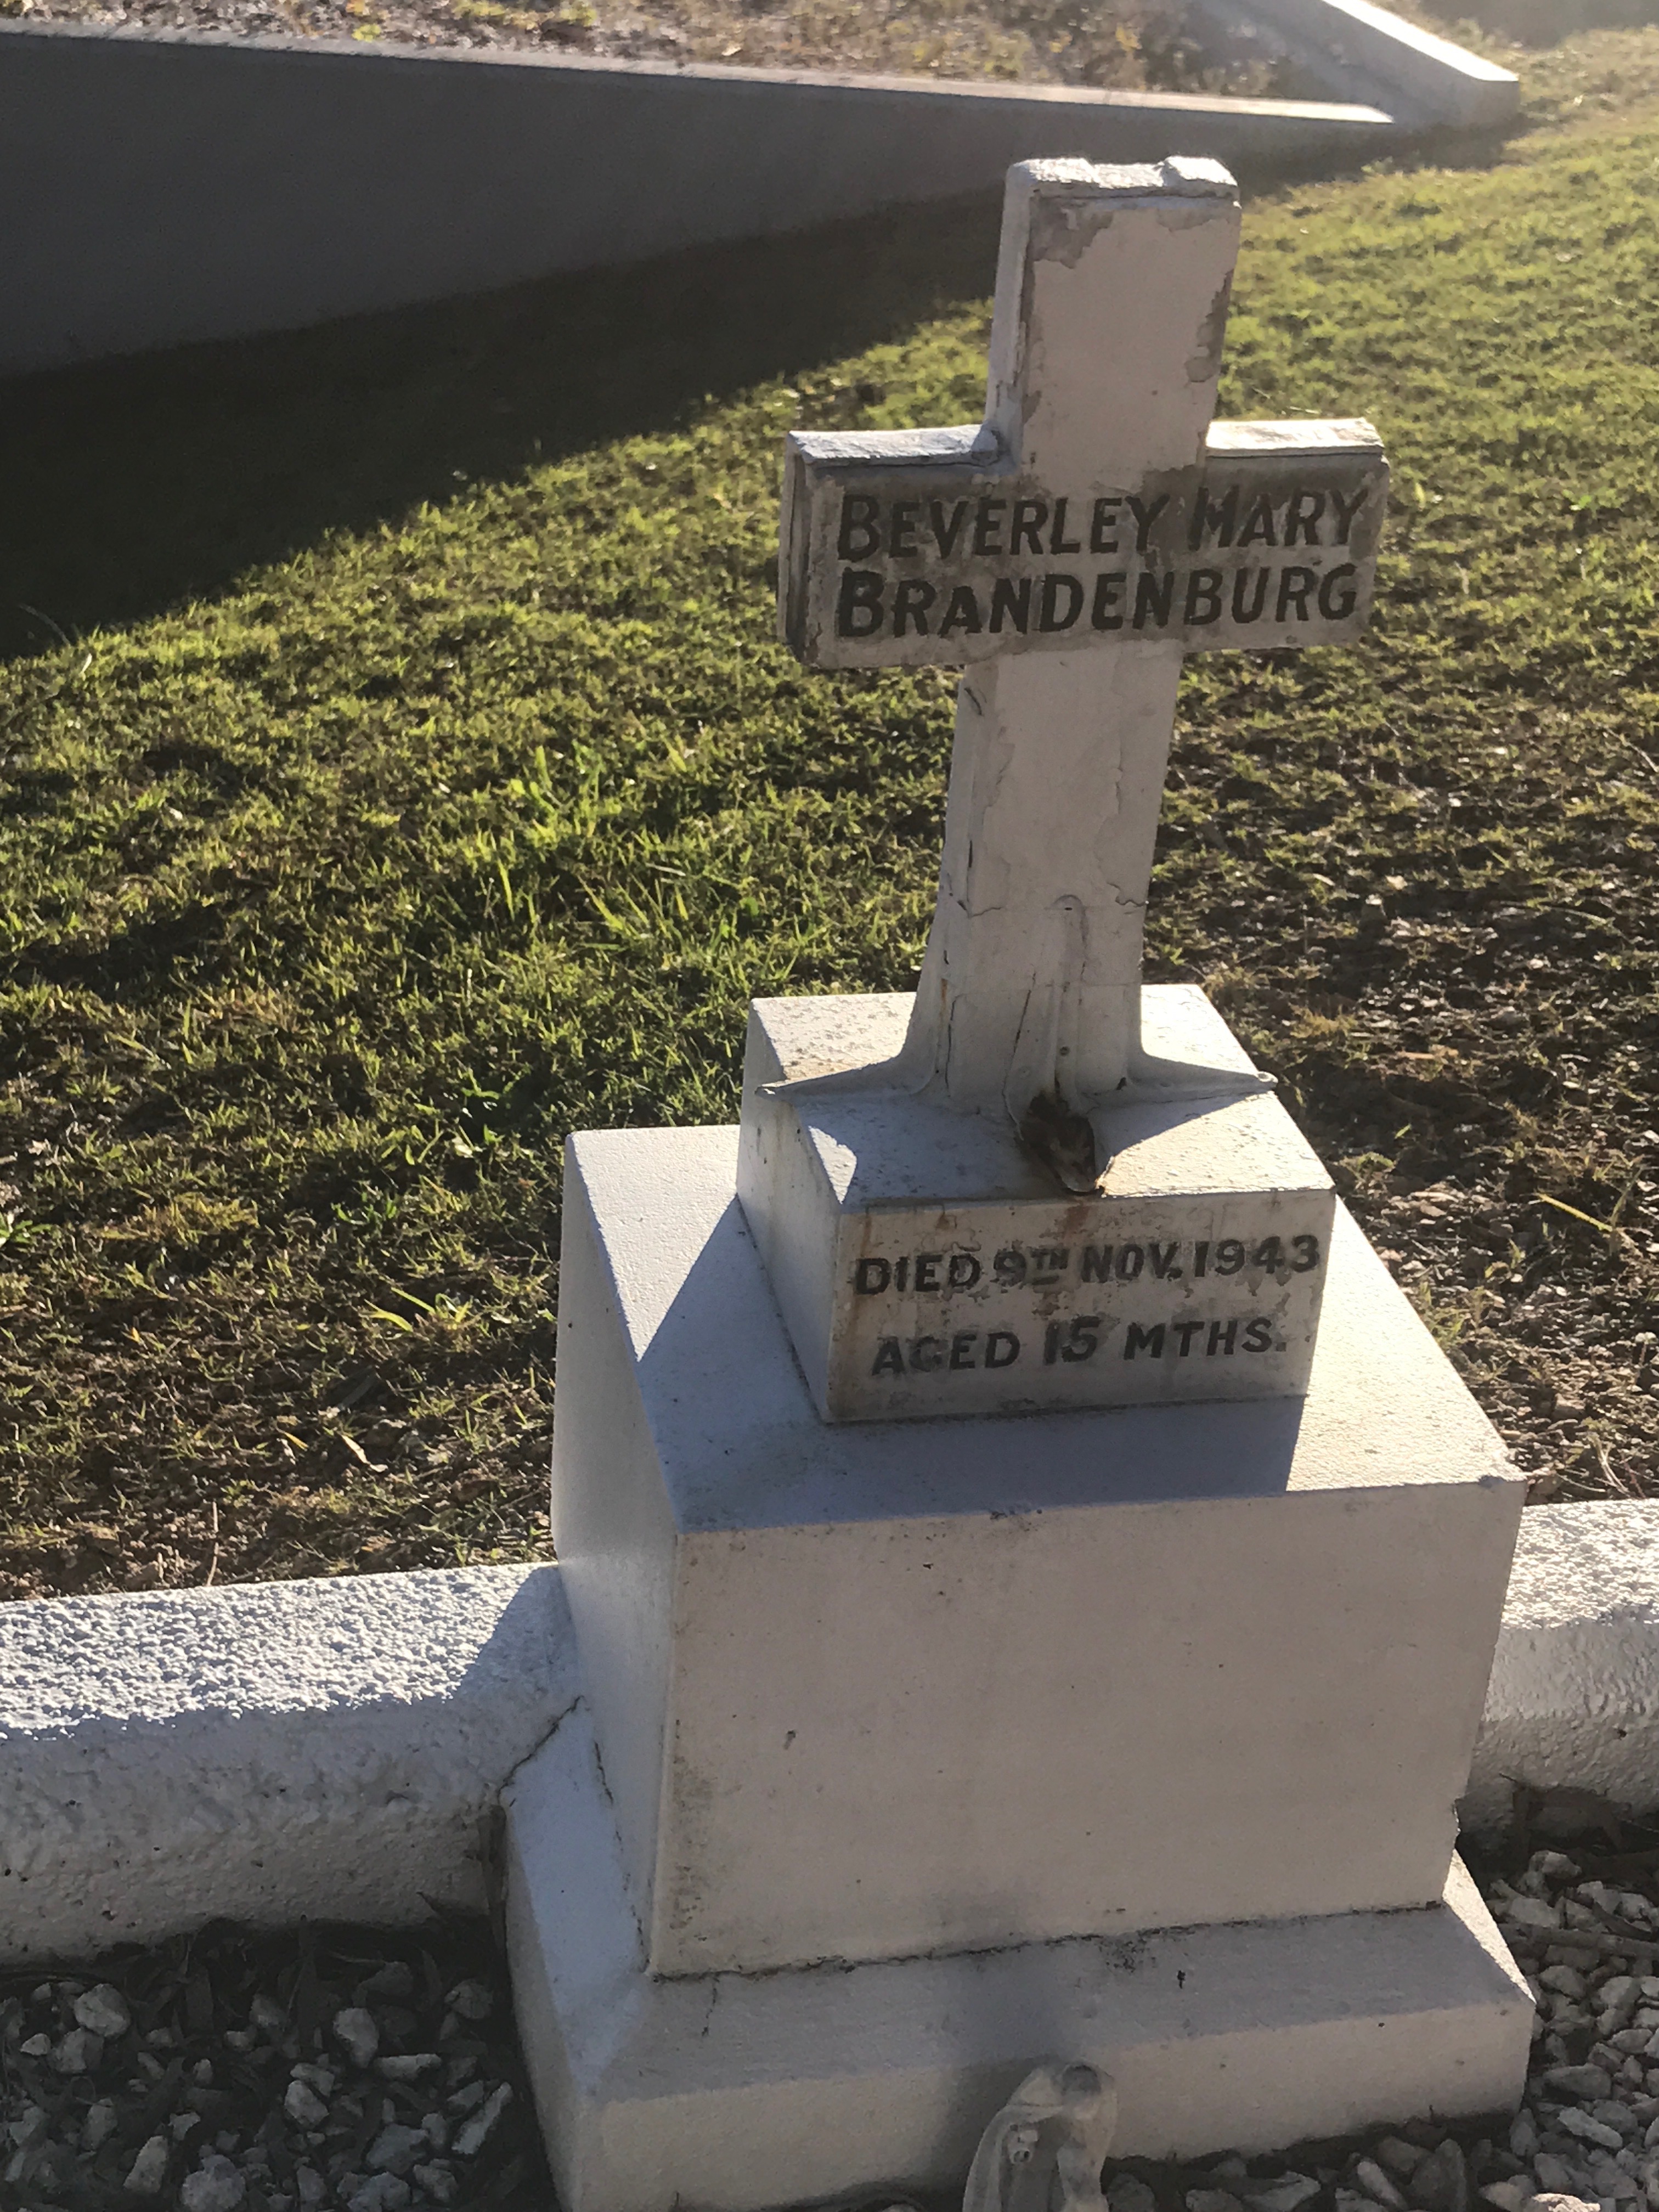 BEVERLEY MARY
BRANDENBURG
DIED 9TH NOV. 1943
AGED 15 MTHS.